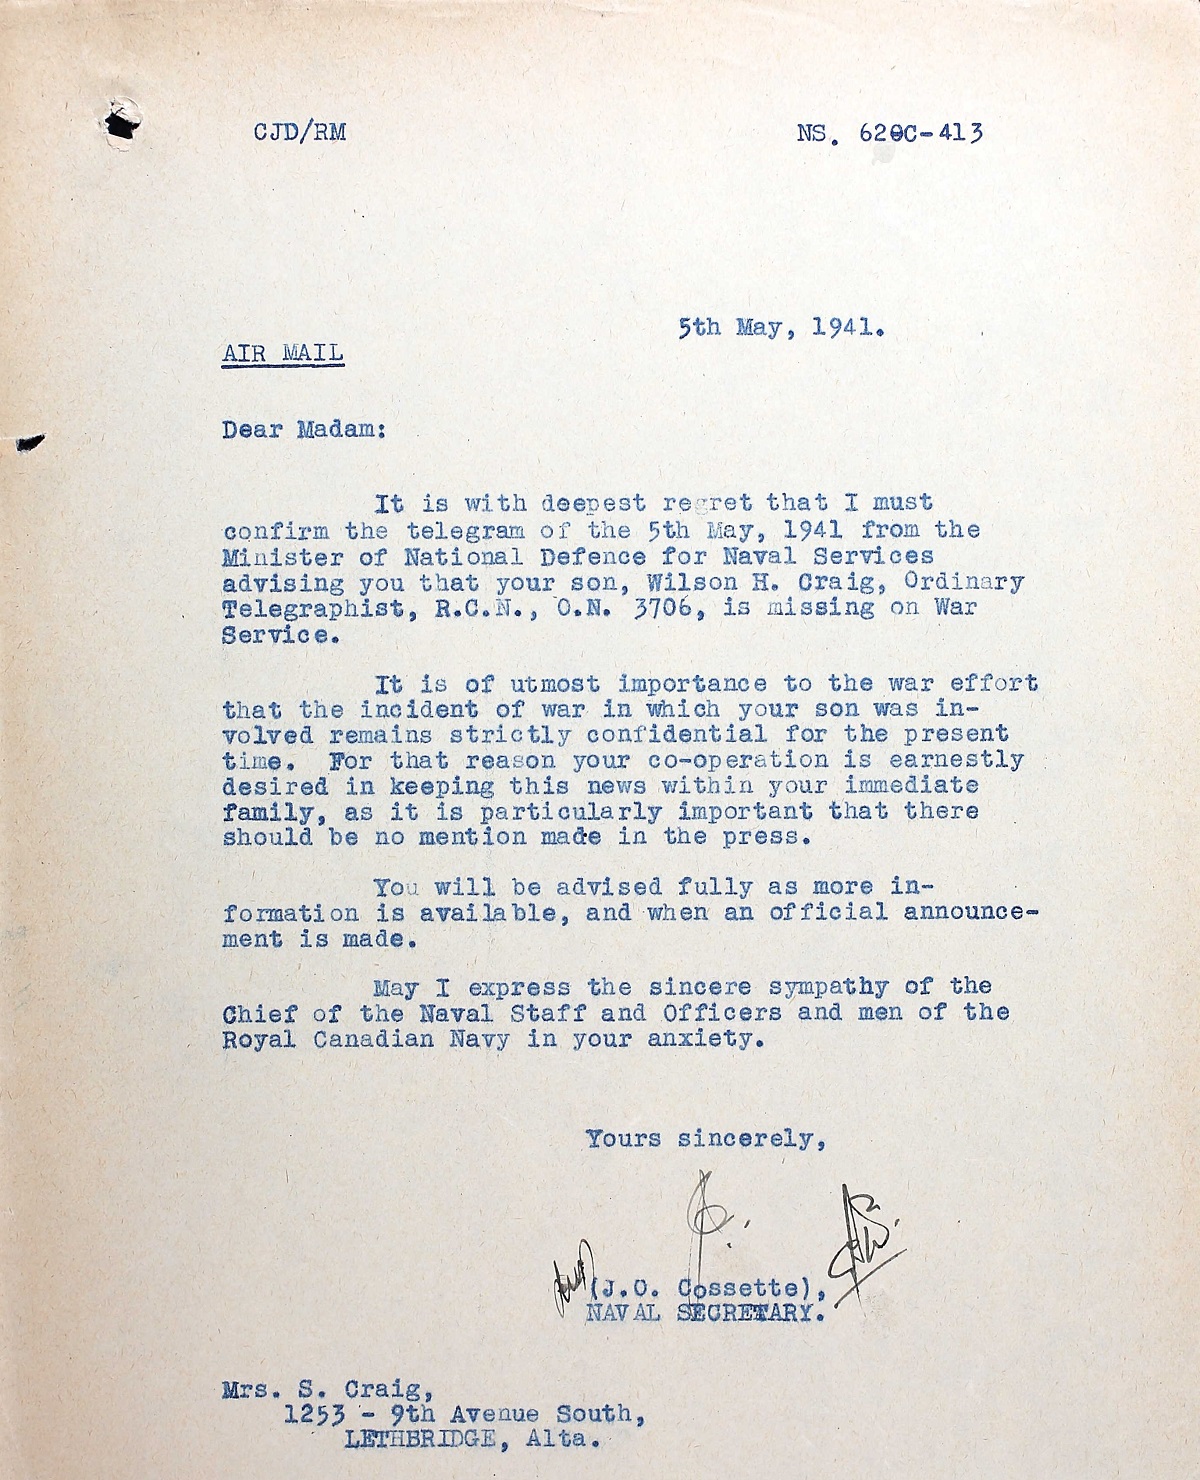 CJD/RM NS. 620C-413
5th May, 1941.
AIR MAIL
Dear Madam:
It is with deepest regret that I must
confirm the telegram of the 5th May, 1941 from the
Minister of National Defence for Naval Services
advising you that your son, Wilson H. Craig, Ordinary
Telegraphist, R.C.N., O.N. 3706, is missing on War
Service.
It is of utmost importance to the war effort
that the incident of war in which your son was in-
volved remains strictly confidential for the present
time. For that reason your co-operation is earnestly
desired in keeping this news within your immediate
family, as it is particularly important that there
should be no mention made in the press.
You will be advised fully as more in-
formation is available, and when an official announce-
ment is made.
May I express the sincere sympathy of the
Chief of the Naval Staff and Officers and men of the
Royal Canadian Navy in your anxiety.
Yours sincerely,
(J.O. Cossette),
NAVAL SECRETARY.
Mrs. S. Craig,
1253 - 9th Avenue South,
LETHBRIDGE, Alta.